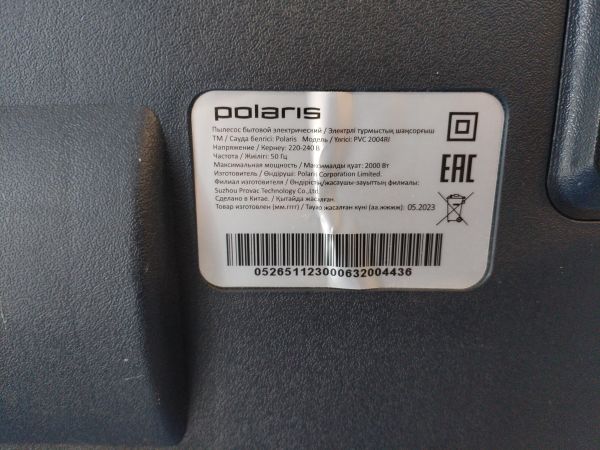 polaris
Пылесос бытовой электрический / Электрлі тұрмыстық шаңсорғыш
ТМ / Сауда белгісі: Polaris Модель / Үлгісі: PVC 2004RI
Напряжение / Кернеу: 220-240 В
Частота / Жиілігі: 50 Гц
Максимальная мощность / Максималды қуат: 2000 Вт
Изготовитель / Өндіруші: Polaris Corporation Limited.
Филиал изготовителя / Өндірістің/жасаушы-зауыттың филиалы:
Suzhou Provac Technology Co.,Ltd.
Сделано в Китае. / Қытайда жасалған.
Товар изготовлен (мм.гггг) / Тауар жасалған күні (аа.жжжж): 05.2023
EAC
052651123000632004436